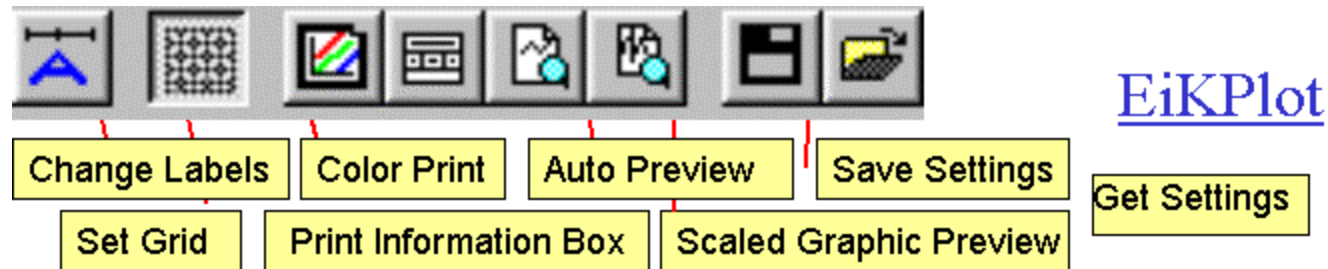 EiKPlot
Change Labels
Color Print
Auto Preview
Save Settings
Get Settings
Set Grid
Print Information Box
Scaled Graphic Preview